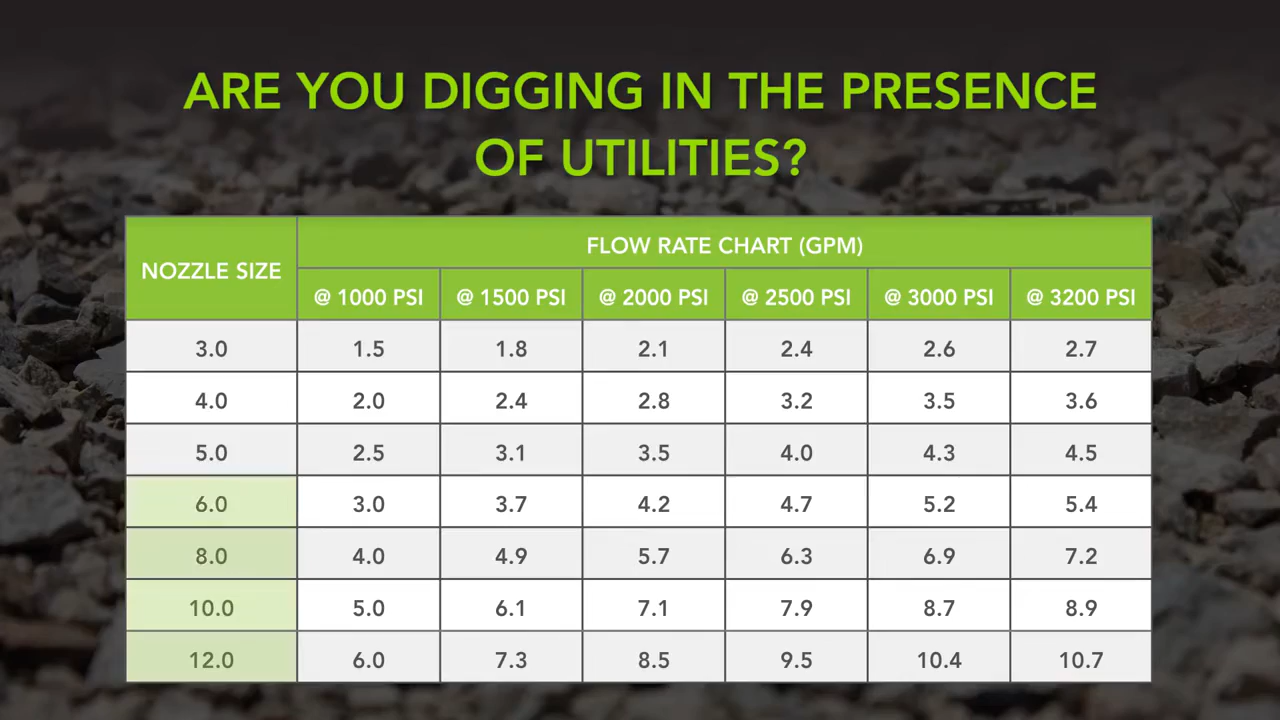 ARE YOU DIGGING IN THE PRESENCE
OF UTILITIES?
NOZZLE SIZE
FLOW RATE CHART (GPM)
@ 1000 PSI @ 1500 PSI @ 2000 PSI @ 2500 PSI @ 3000 PSI @ 3200 PSI
3.0 1.5 1.8 2.1 2.4 2.6 2.7
4.0 2.0 2.4 2.8 3.2 3.5 3.6
5.0 2.5 3.1 3.5 4.0 4.3 4.5
6.0 3.0 3.7 4.2 4.7 5.2 5.4
8.0 4.0 4.9 5.7 6.3 6.9 7.2
10.0 5.0 6.1 7.1 7.9 8.7 8.9
12.0 6.0 7.3 8.5 9.5 10.4 10.7